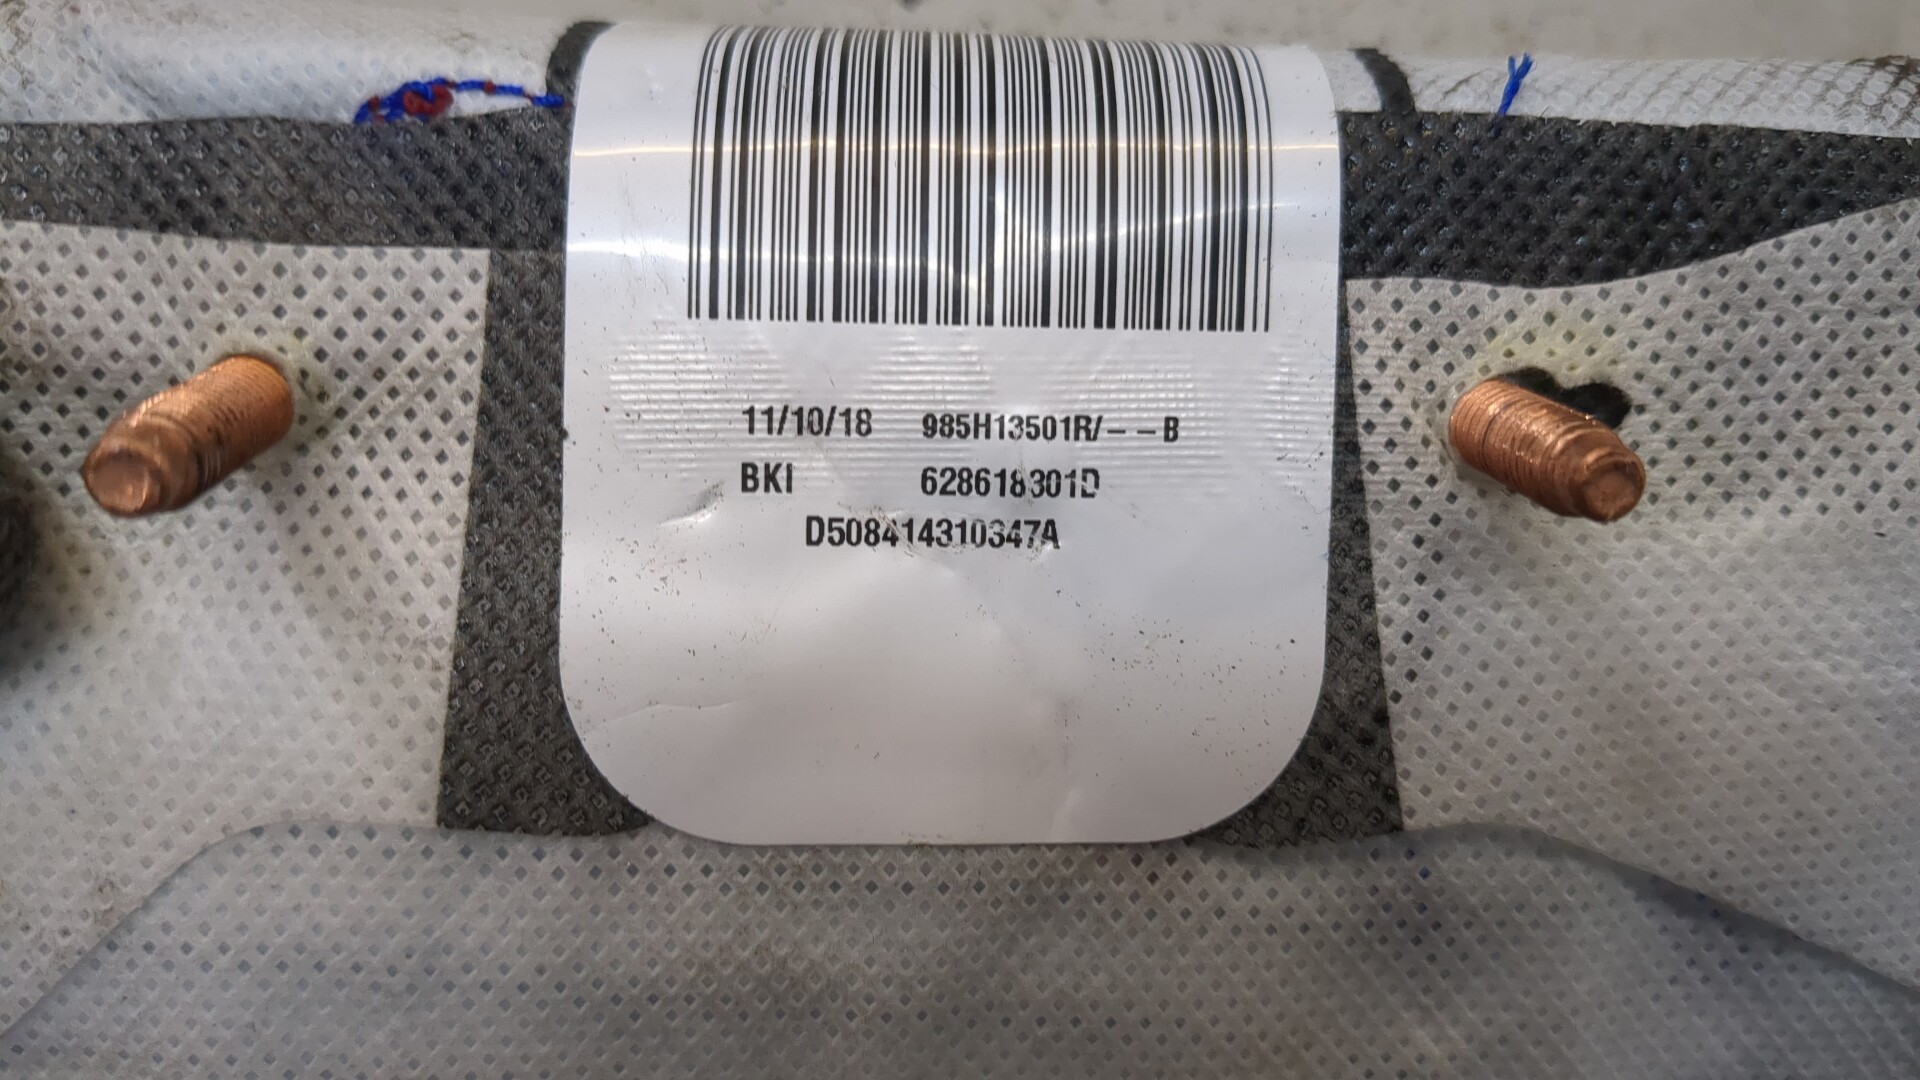 11/10/18 985H13501R/--B
BKI 628618301D
D508414310347A